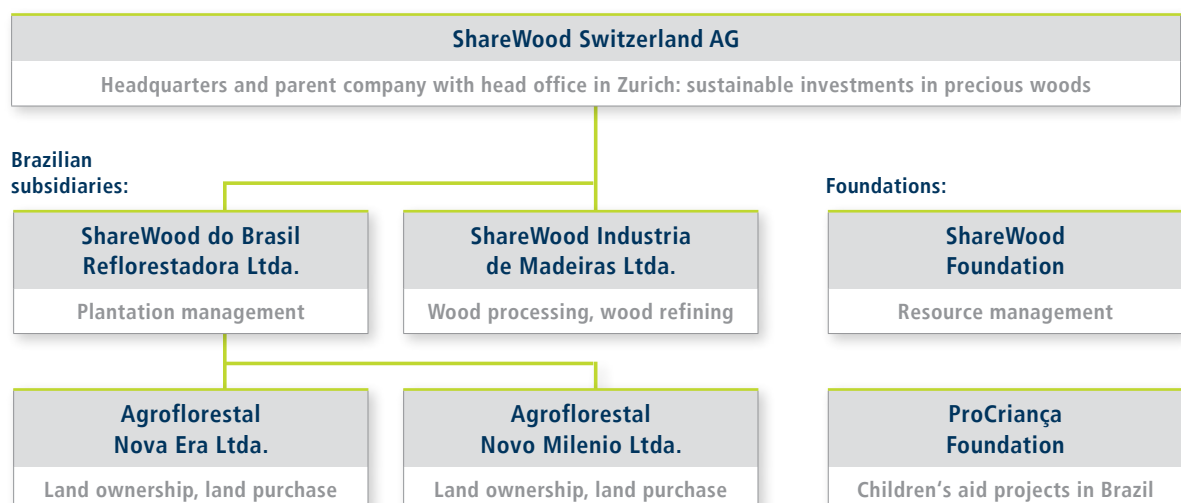 ShareWood Switzerland AG
Headquarters and parent company with head office in Zurich: sustainable investments in precious woods
Brazilian
subsidiaries:
Foundations:
ShareWood do Brasil
Reflorestadora Ltda.
Plantation management
ShareWood Industria
de Madeiras Ltda.
Wood processing, wood refining
ShareWood
Foundation
Resource management
Agroflorestal
Nova Era Ltda.
Land ownership, land purchase
Agroflorestal
Novo Milenio Ltda.
Land ownership, land purchase
ProCriança
Foundation
Children‘s aid projects in Brazil